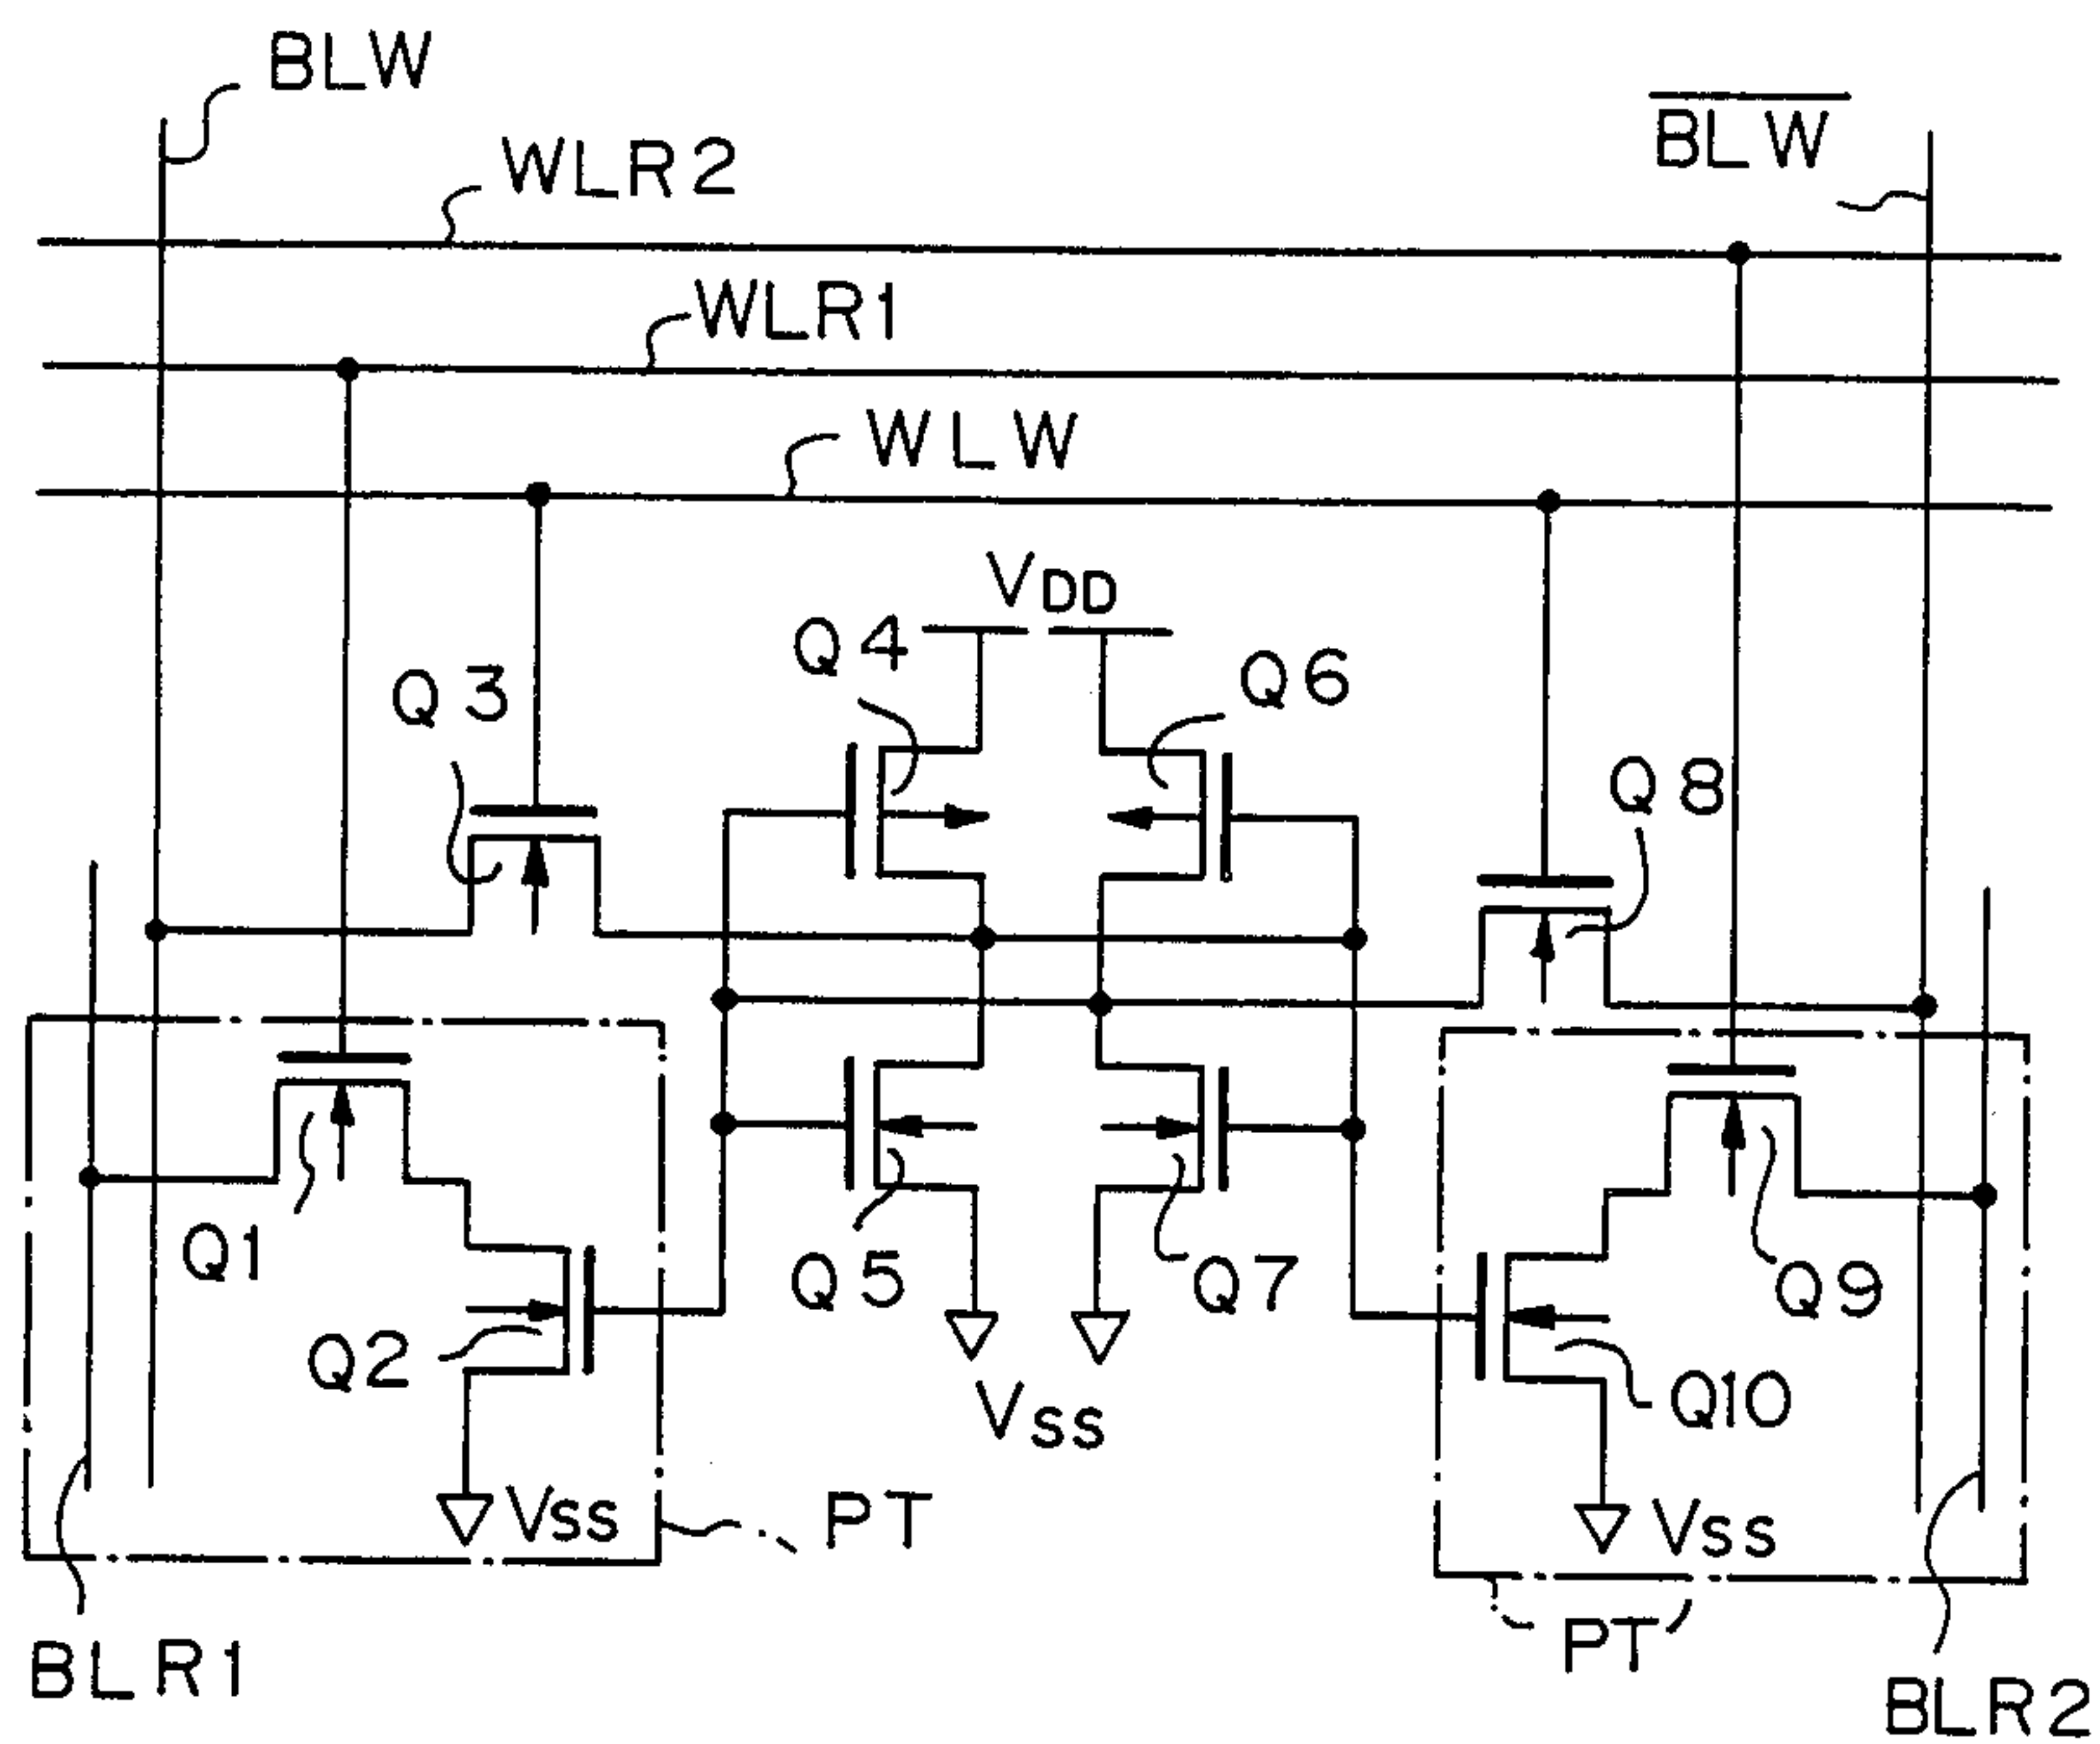 BLW
B̅L̅W̅
WLR2
WLR1
WLW
VDD
Q4
Q6
Q3
Q8
Q1
Q5
Q7
Q9
Q2
Q10
VSS
VSS
PT
VSS
PT'
BLR1
BLR2